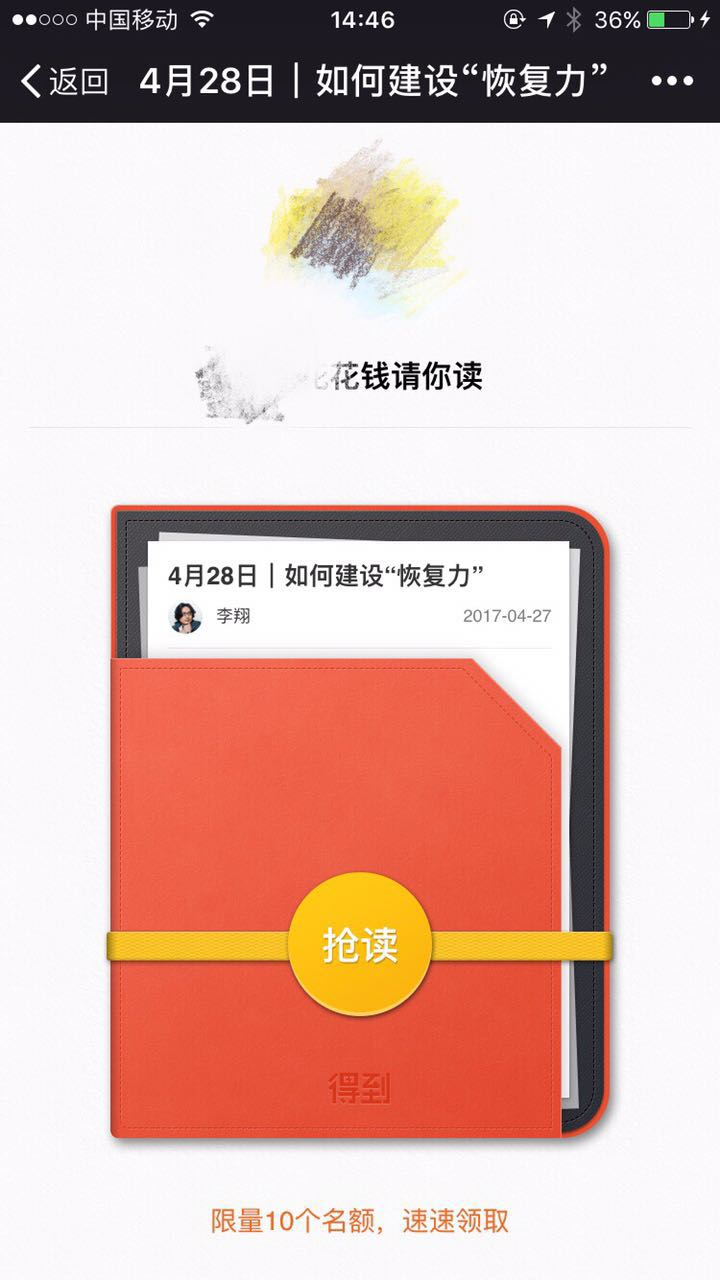 中国移动 14:46 36%
返回 4月28日｜如何建设“恢复力”
花钱请你读
4月28日｜如何建设“恢复力”
李翔 2017-04-27
抢读
得到
限量10个名额，速速领取